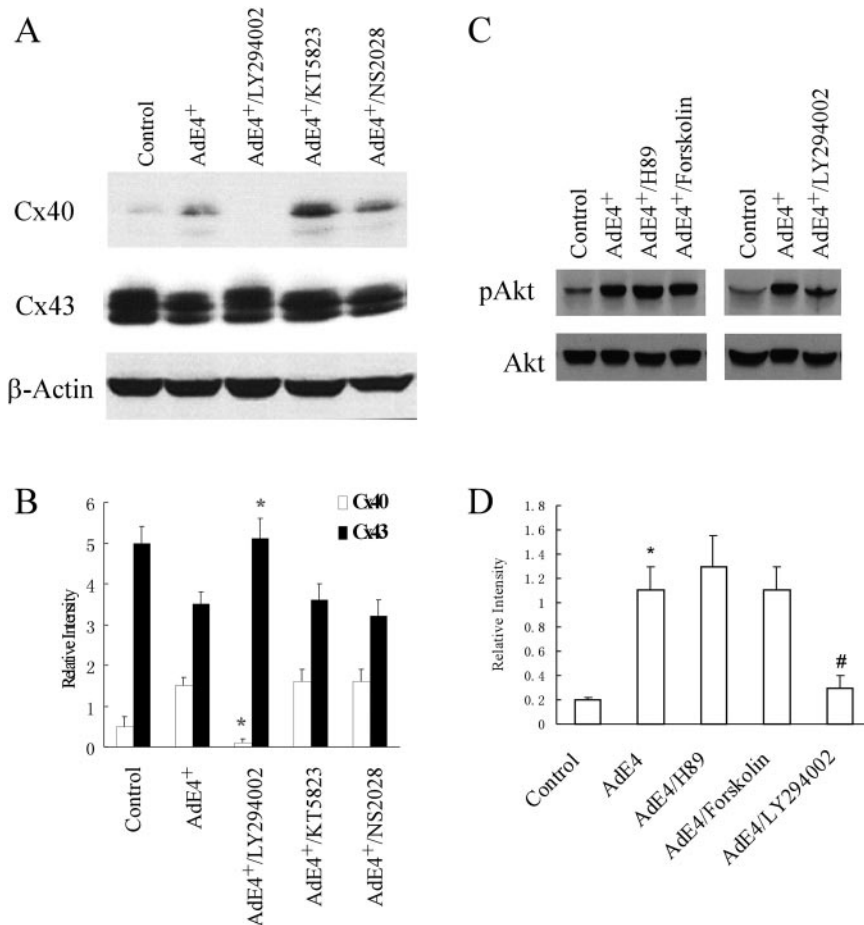 A
Control
AdE4+
AdE4+/LY294002
AdE4+/KT5823
AdE4+/NS2028
Cx40
Cx43
β-Actin
C
Control
AdE4+
AdE4+/H89
AdE4+/Forskolin
Control
AdE4+
AdE4+/LY294002
pAkt
Akt
B
Relative Intensity
6
5
4
3
2
1
0
*
*
Cx40
Cx43
Control
AdE4+
AdE4+/LY294002
AdE4+/KT5823
AdE4+/NS2028
D
Relative Intensity
1.8
1.6
1.4
1.2
1
0.8
0.6
0.4
0.2
0
*
#
Control
AdE4
AdE4/H89
AdE4/Forskolin
AdE4/LY294002